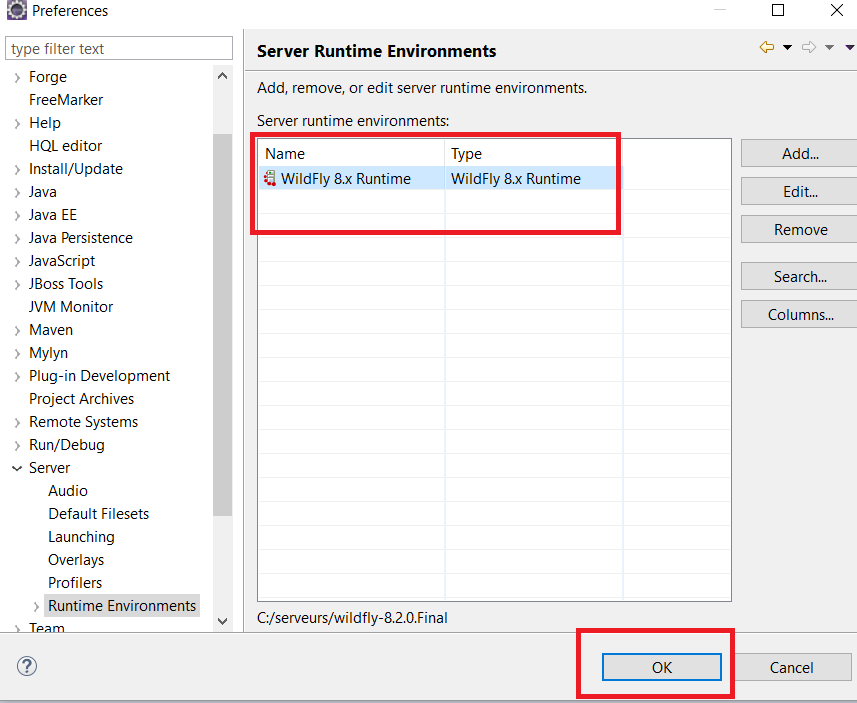 Preferences
type filter text
Forge
FreeMarker
Help
HQL editor
Install/Update
Java
Java EE
Java Persistence
JavaScript
JBoss Tools
JVM Monitor
Maven
Mylyn
Plug-in Development
Project Archives
Remote Systems
Run/Debug
Server
Audio
Default Filesets
Launching
Overlays
Profilers
Runtime Environments
Team
Server Runtime Environments
Add, remove, or edit server runtime environments.
Server runtime environments:
Name Type
WildFly 8.x Runtime WildFly 8.x Runtime
Add...
Edit...
Remove
Search...
Columns...
C:/serveurs/wildfly-8.2.0.Final
? OK Cancel